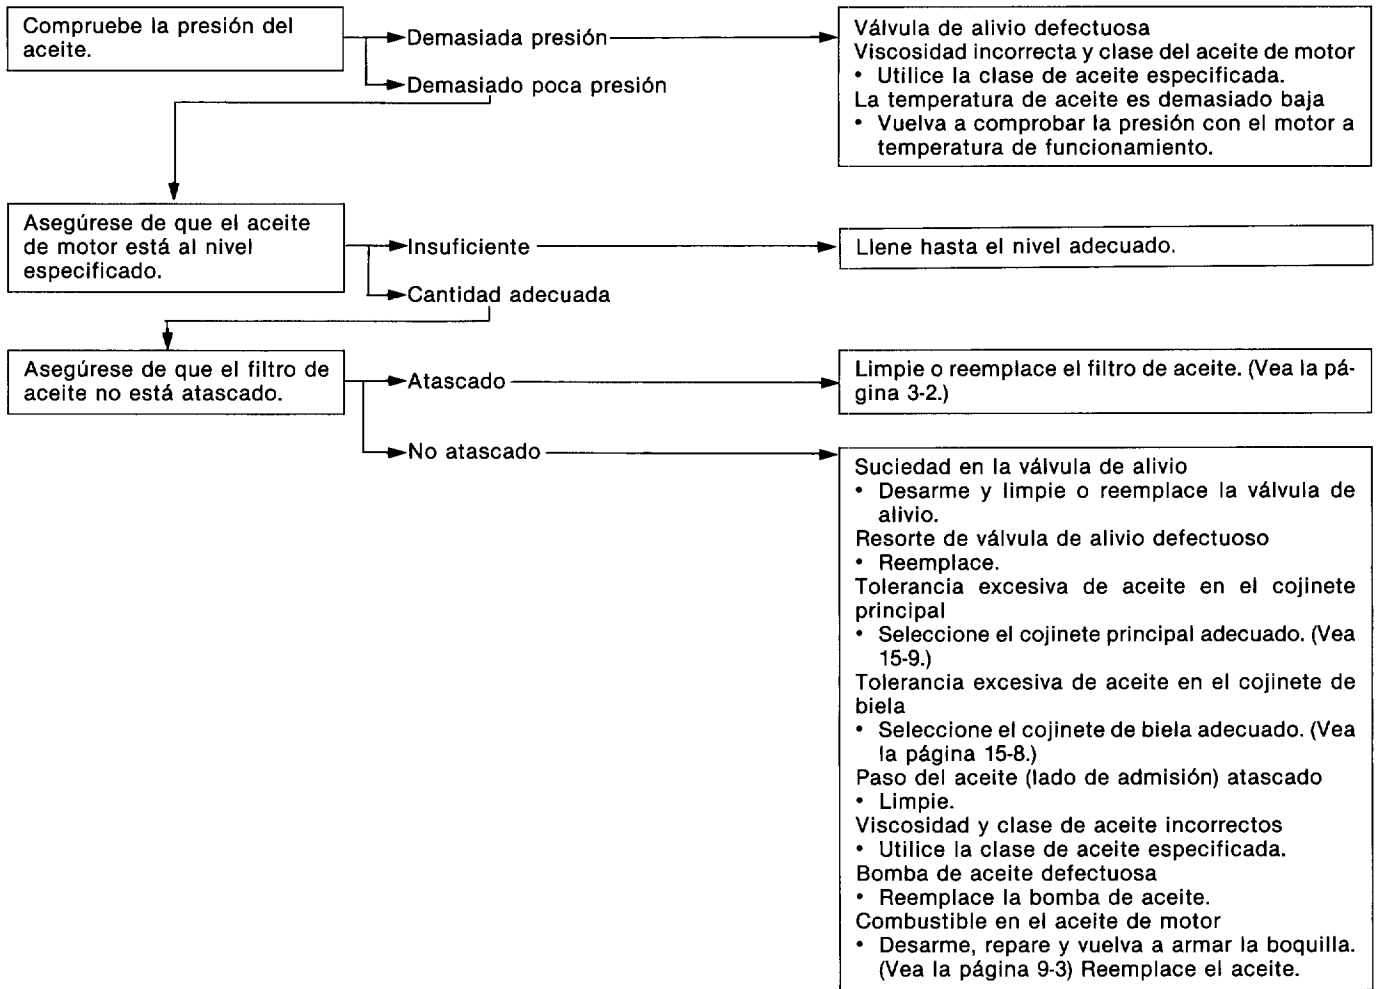 Compruebe la presión del
aceite.
Demasiada presión
Demasiado poca presión
Válvula de alivio defectuosa
Viscosidad incorrecta y clase del aceite de motor
• Utilice la clase de aceite especificada.
La temperatura de aceite es demasiado baja
• Vuelva a comprobar la presión con el motor a
temperatura de funcionamiento.
Asegúrese de que el aceite
de motor está al nivel
especificado.
Insuficiente
Cantidad adecuada
Llene hasta el nivel adecuado.
Asegúrese de que el filtro de
aceite no está atascado.
Atascado
No atascado
Limpie o reemplace el filtro de aceite. (Vea la pá-
gina 3-2.)
Suciedad en la válvula de alivio
• Desarme y limpie o reemplace la válvula de
alivio.
Resorte de válvula de alivio defectuoso
• Reemplace.
Tolerancia excesiva de aceite en el cojinete
principal
• Seleccione el cojinete principal adecuado. (Vea
15-9.)
Tolerancia excesiva de aceite en el cojinete de
biela
• Seleccione el cojinete de biela adecuado. (Vea
la página 15-8.)
Paso del aceite (lado de admisión) atascado
• Limpie.
Viscosidad y clase de aceite incorrectos
• Utilice la clase de aceite especificada.
Bomba de aceite defectuosa
• Reemplace la bomba de aceite.
Combustible en el aceite de motor
• Desarme, repare y vuelva a armar la boquilla.
(Vea la página 9-3) Reemplace el aceite.